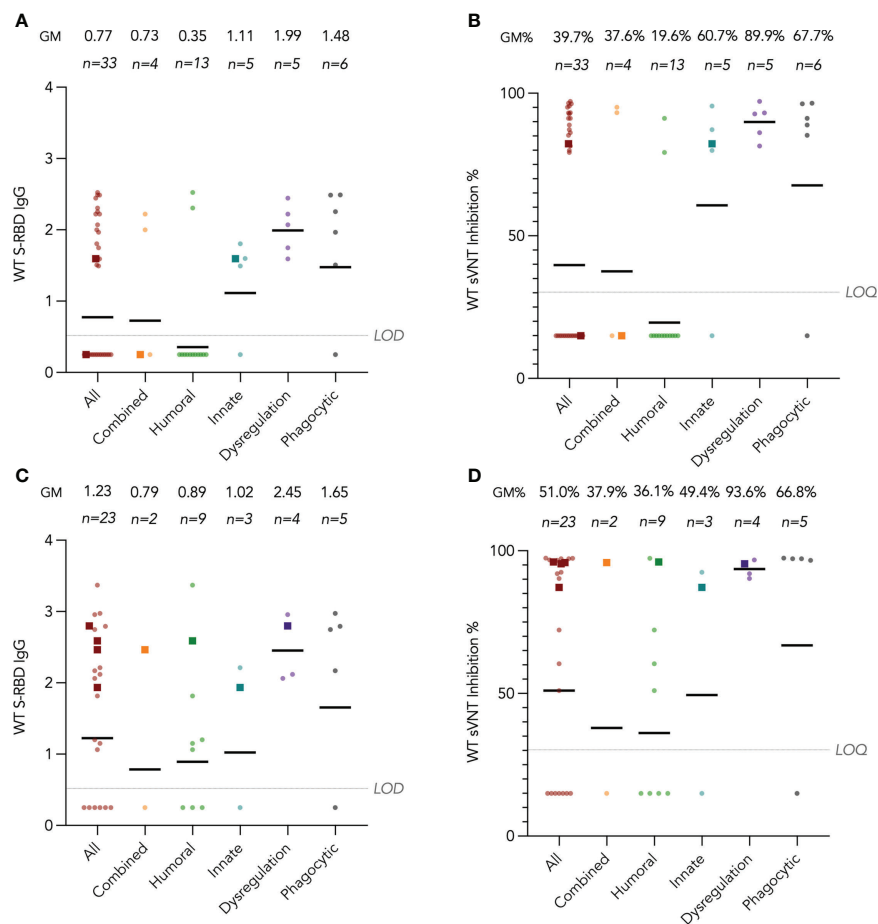 A
GM 0.77 0.73 0.35 1.11 1.99 1.48
n=33 n=4 n=13 n=5 n=5 n=6
4
3
2
1
0
WT S-RBD IgG
LOD
All Combined Humoral Innate Dysregulation Phagocytic
B
GM% 39.7% 37.6% 19.6% 60.7% 89.9% 67.7%
n=33 n=4 n=13 n=5 n=5 n=6
100
50
0
WT sVNT Inhibition %
LOQ
All Combined Humoral Innate Dysregulation Phagocytic
C
GM 1.23 0.79 0.89 1.02 2.45 1.65
n=23 n=2 n=9 n=3 n=4 n=5
4
3
2
1
0
WT S-RBD IgG
LOD
All Combined Humoral Innate Dysregulation Phagocytic
D
GM% 51.0% 37.9% 36.1% 49.4% 93.6% 66.8%
n=23 n=2 n=9 n=3 n=4 n=5
100
50
0
WT sVNT Inhibition %
LOQ
All Combined Humoral Innate Dysregulation Phagocytic